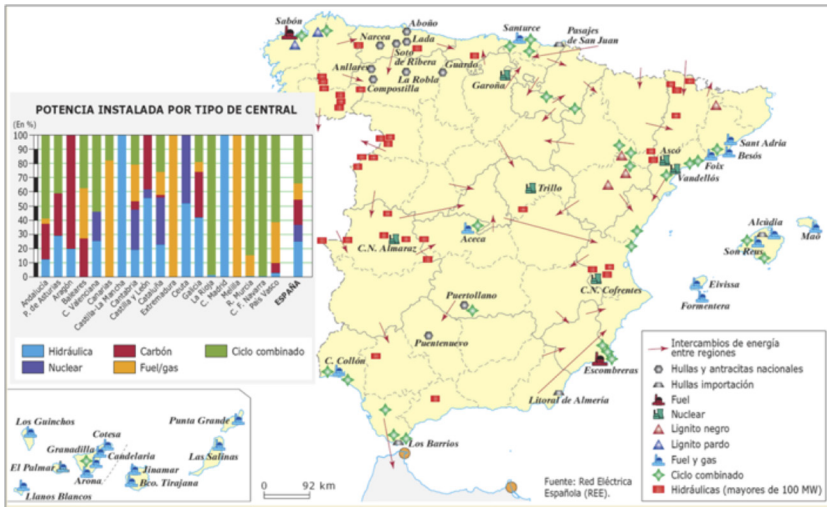 Sabón
Aboño
Narcea
Lada
Soto
de Ribera
Santurce
Pasajes
de San Juan
Anllares
La Robla
Guardo
Compostilla
Garoña
POTENCIA INSTALADA POR TIPO DE CENTRAL
(En %)
100
90
80
70
60
50
40
30
20
10
0
Andalucía
P. de Asturias
Aragón
Baleares
C. Valenciana
Canarias
Castilla-La Mancha
Cantabria
Castilla y León
Cataluña
Extremadura
Ceuta
Galicia
La Rioja
C. Madrid
Melilla
R. Murcia
C. F. Navarra
País Vasco
ESPAÑA
Hidráulica
Carbón
Ciclo combinado
Nuclear
Fuel/gas
Sant Adria
Besós
Foix
Ascó
Vandellós
Trillo
C.N. Almaraz
Aceca
Alcúdia
Mao
Son Reus
Eivissa
Formentera
C.N. Cofrentes
Puertollano
Puentenuevo
C. Collón
Escombreras
Litoral de Almería
Los Barrios
Los Guinchos
Punta Grande
Cotesa
Granadilla
Candelaria
Las Salinas
El Palmar
Arona
Jinamar
Bco. Tirajana
Llanos Blancos
0 92 km
Fuente: Red Eléctrica
Española (REE).
Intercambios de energía
entre regiones
Hullas y antracitas nacionales
Hullas importación
Fuel
Nuclear
Lignito negro
Lignito pardo
Fuel y gas
Ciclo combinado
Hidráulicas (mayores de 100 MW)